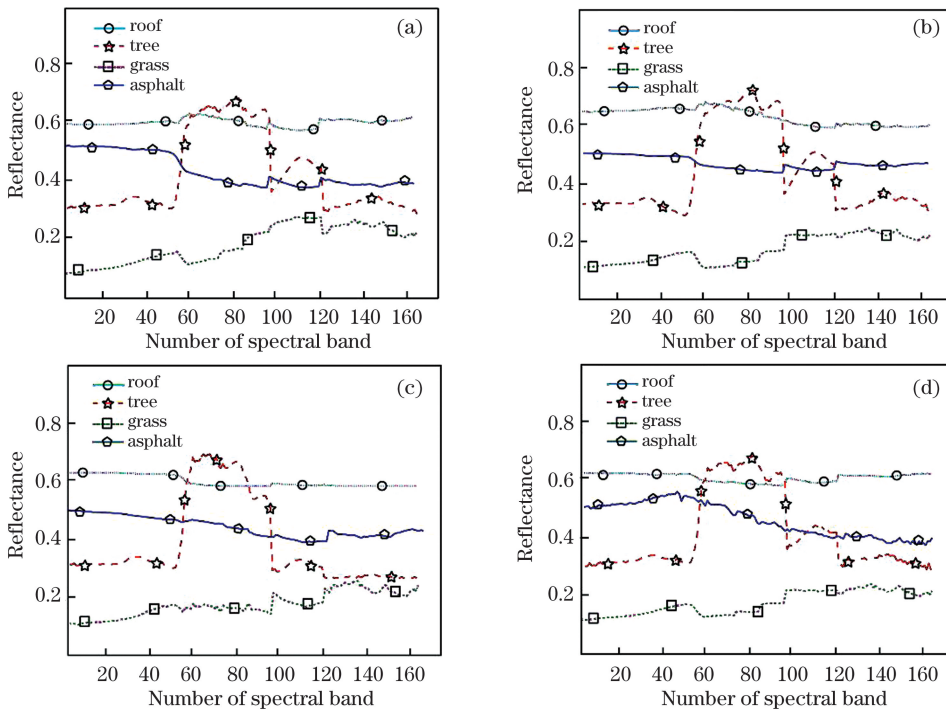 (a)
roof
tree
grass
asphalt
0.8
0.6
0.4
0.2
Reflectance
20 40 60 80 100 120 140 160
Number of spectral band
(b)
roof
tree
grass
asphalt
0.8
0.6
0.4
0.2
Reflectance
20 40 60 80 100 120 140 160
Number of spectral band
(c)
roof
tree
grass
asphalt
0.8
0.6
0.4
0.2
Reflectance
20 40 60 80 100 120 140 160
Number of spectral band
(d)
roof
tree
grass
asphalt
0.8
0.6
0.4
0.2
Reflectance
20 40 60 80 100 120 140 160
Number of spectral band